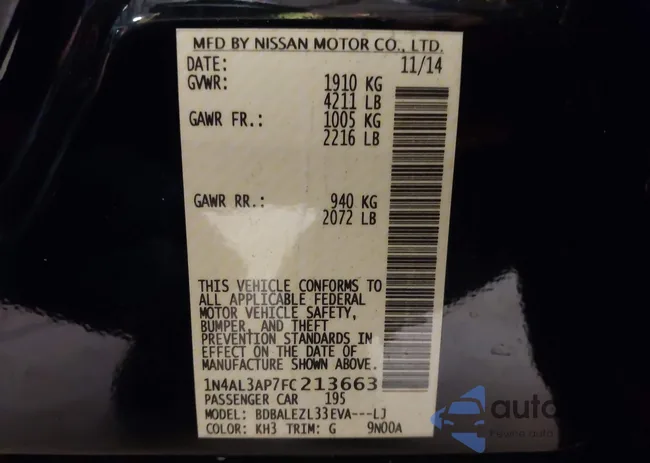 MFD BY NISSAN MOTOR CO., LTD.
DATE: 11/14
GVWR: 1910 KG
4211 LB
GAWR FR.: 1005 KG
2216 LB
GAWR RR.: 940 KG
2072 LB
THIS VEHICLE CONFORMS TO
ALL APPLICABLE FEDERAL
MOTOR VEHICLE SAFETY,
BUMPER, AND THEFT
PREVENTION STANDARDS IN
EFFECT ON THE DATE OF
MANUFACTURE SHOWN ABOVE.
1N4AL3AP7FC213663
PASSENGER CAR 195
MODEL: BDBALEZL33EVA---LJ
COLOR: KH3 TRIM: G 9N00A
auto
Pewne auto